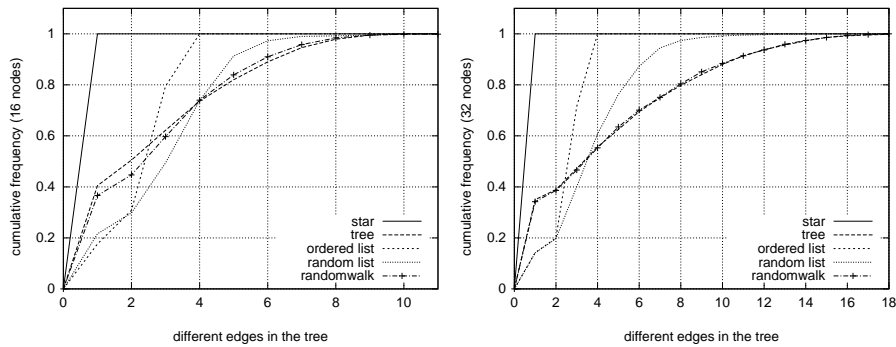 cumulative frequency (16 nodes)
1
0.8
0.6
0.4
0.2
0
star
tree
ordered list
random list
randomwalk
0 2 4 6 8 10
different edges in the tree
cumulative frequency (32 nodes)
1
0.8
0.6
0.4
0.2
0
star
tree
ordered list
random list
randomwalk
0 2 4 6 8 10 12 14 16 18
different edges in the tree